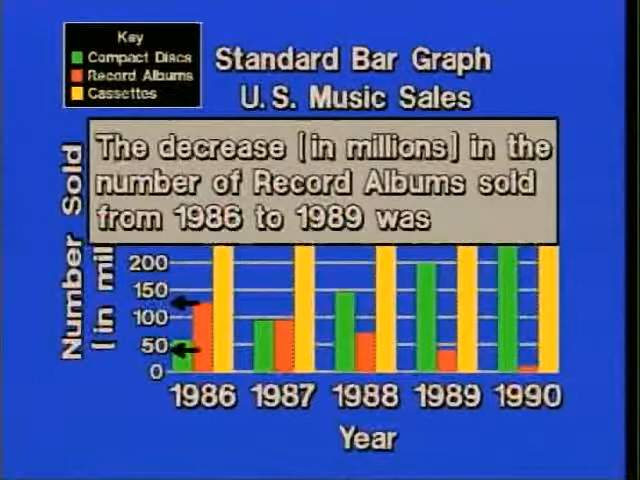 Key
Compact Discs
Record Albums
Cassettes
Standard Bar Graph
U.S. Music Sales
The decrease (in millions) in the
number of Record Albums sold
from 1986 to 1989 was
Number Sold
(in mil
200
150
100
50
0
1986 1987 1988 1989 1990
Year